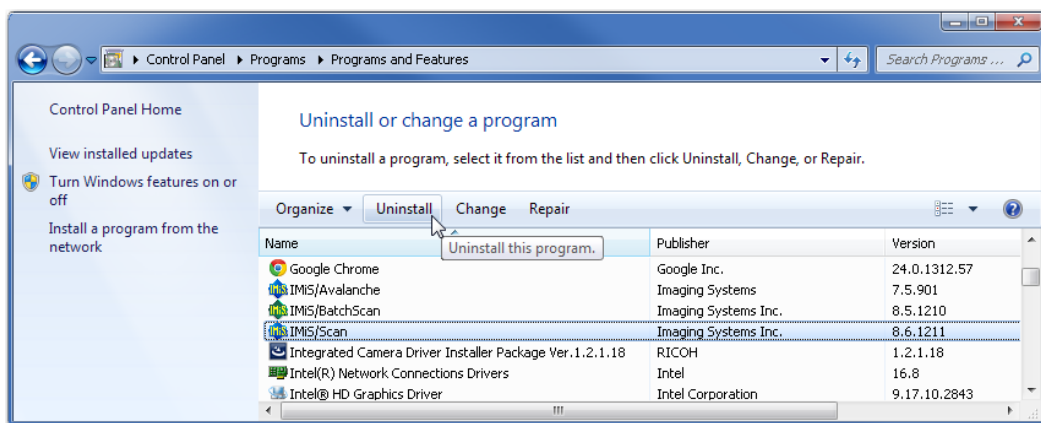 Control Panel ▸ Programs ▸ Programs and Features
Search Programs ...
Control Panel Home
View installed updates
Turn Windows features on or
off
Install a program from the
network
Uninstall or change a program
To uninstall a program, select it from the list and then click Uninstall, Change, or Repair.
Organize Uninstall Change Repair
Uninstall this program.
Name Publisher Version
Google Chrome Google Inc. 24.0.1312.57
IMiS/Avalanche Imaging Systems 7.5.901
IMiS/BatchScan Imaging Systems Inc. 8.5.1210
IMiS/Scan Imaging Systems Inc. 8.6.1211
Integrated Camera Driver Installer Package Ver.1.2.1.18 RICOH 1.2.1.18
Intel(R) Network Connections Drivers Intel 16.8
Intel® HD Graphics Driver Intel Corporation 9.17.10.2843